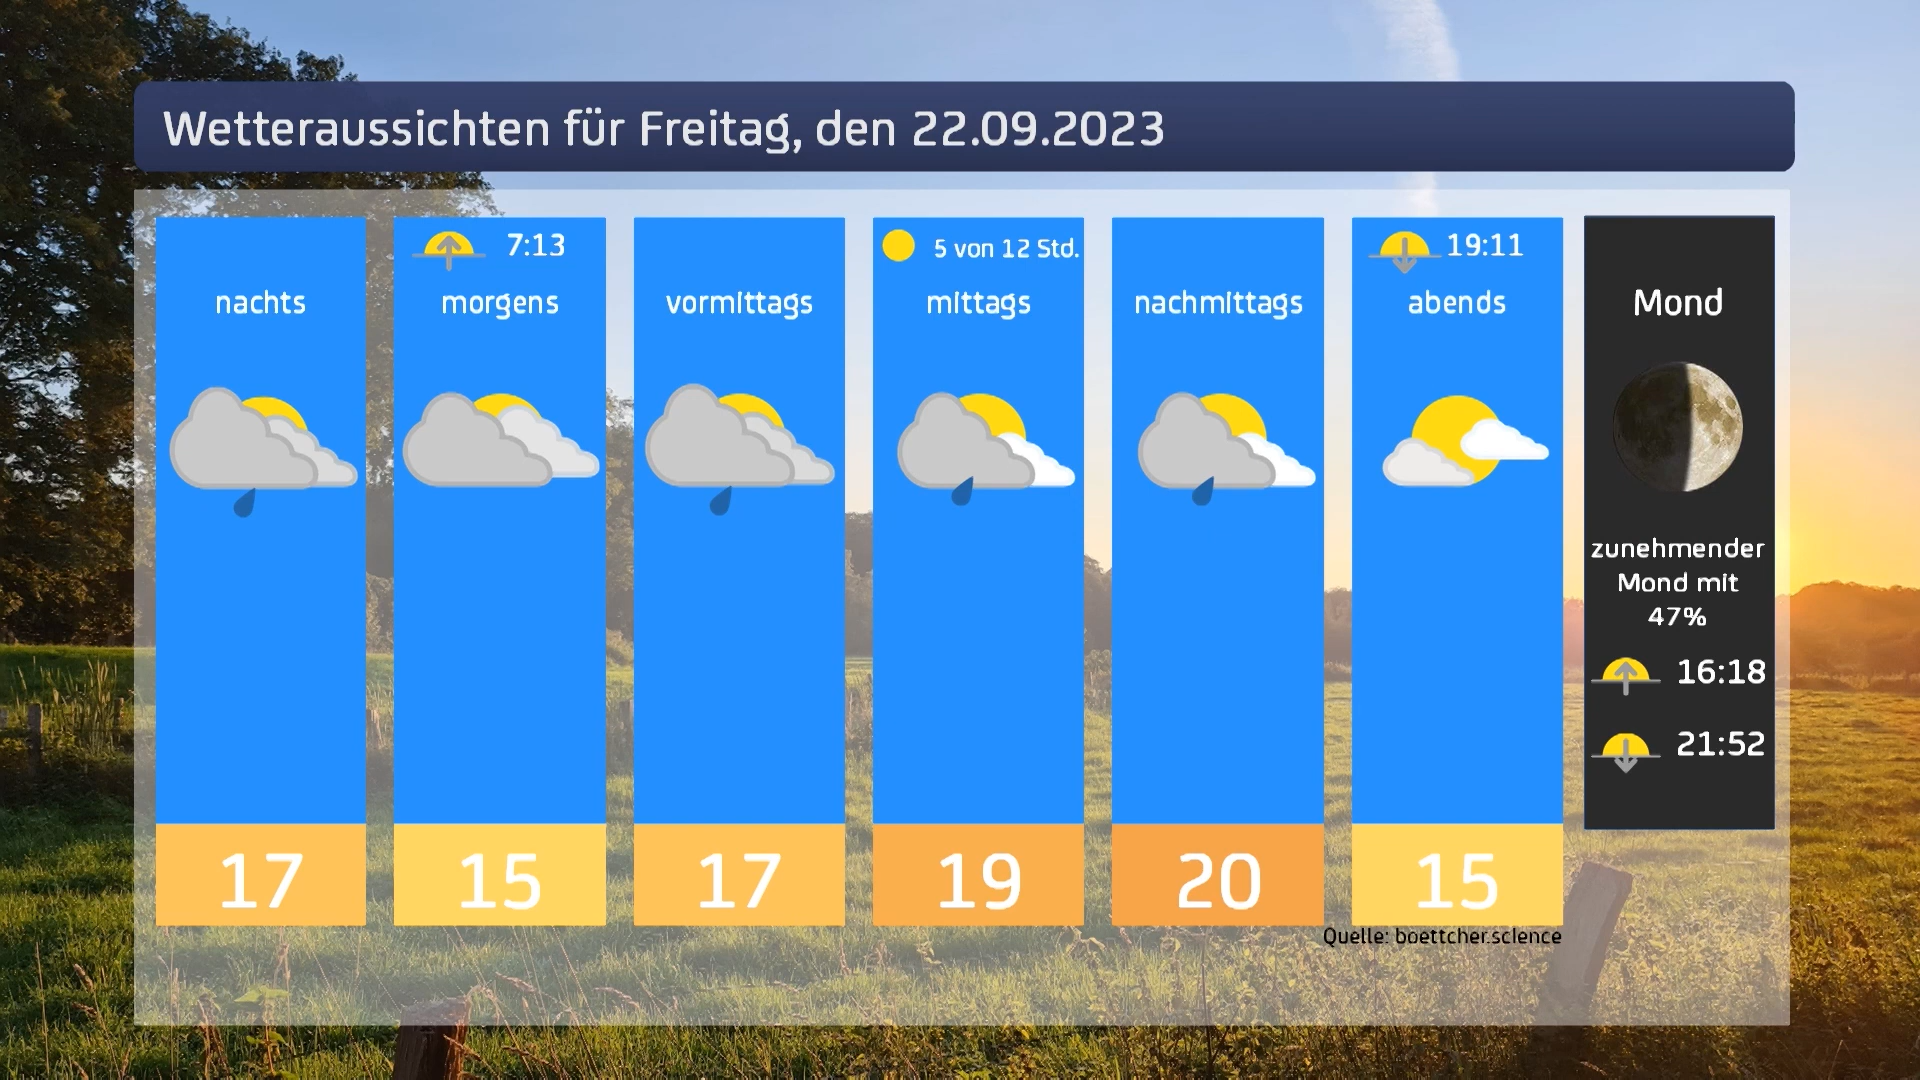 Wetteraussichten für Freitag, den 22.09.2023
7:13
5 von 12 Std.
19:11
nachts
morgens
vormittags
mittags
nachmittags
abends
Mond
zunehmender
Mond mit
47%
16:18
21:52
17
15
17
19
20
15
Quelle: boettcher.science